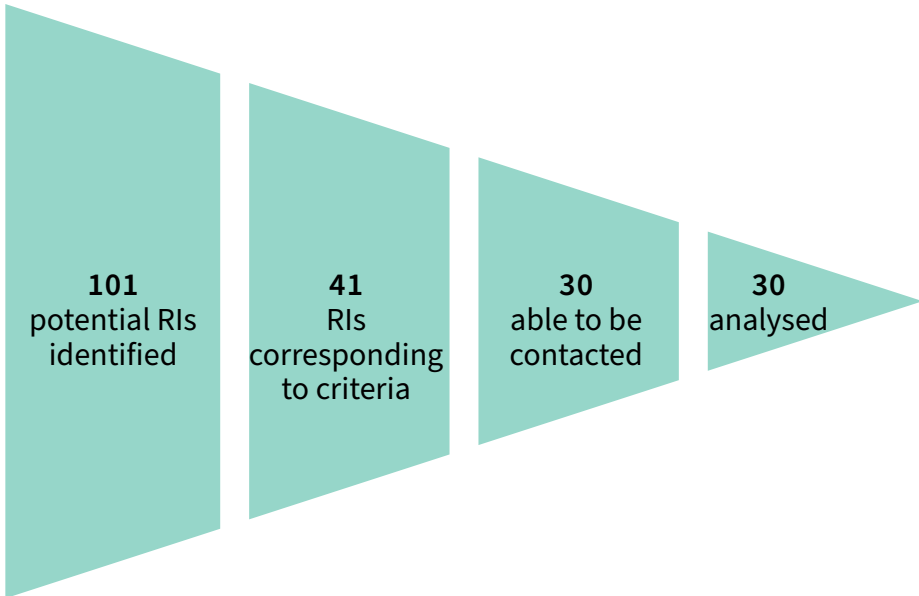 101
potential RIs
identified
41
RIs
corresponding
to criteria
30
able to be
contacted
30
analysed